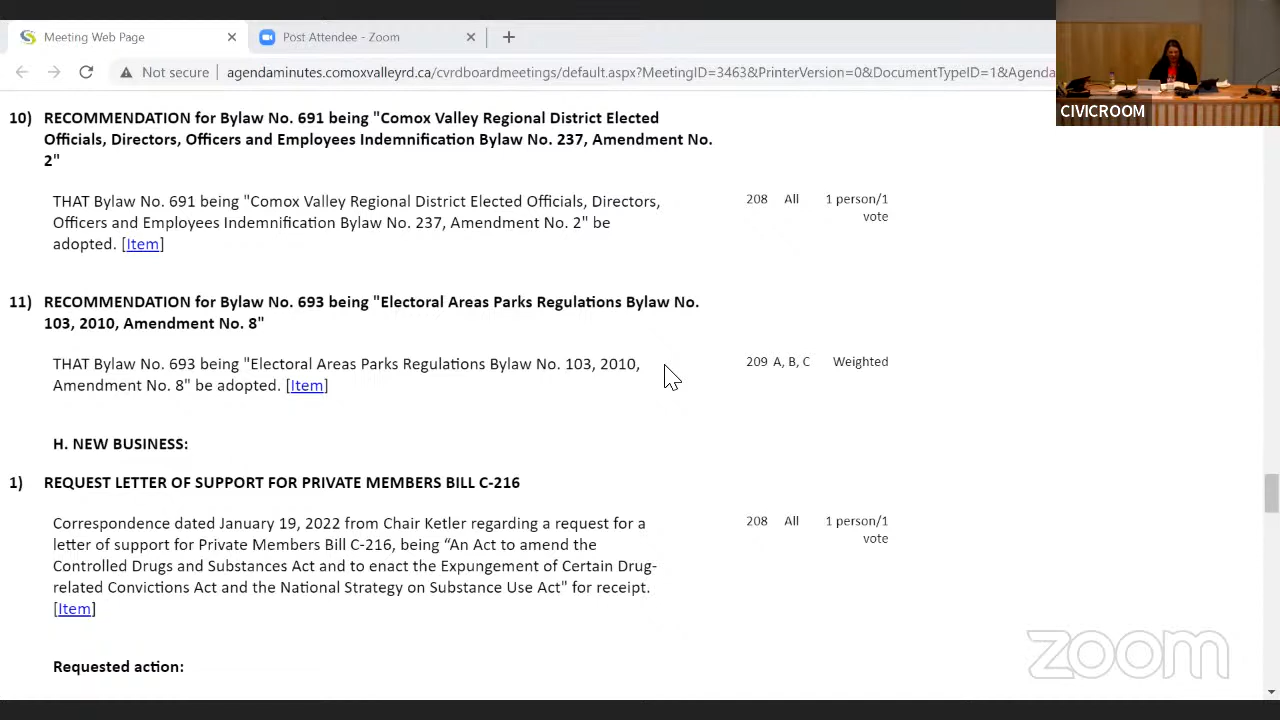 Meeting Web Page
Post Attendee - Zoom
Not secure
agendaminutes.comoxvalleyrd.ca/cvrdboardmeetings/default.aspx?MeetingID=3463&PrinterVersion=0&DocumentTypeID=1&Agend
CIVICROOM
10) RECOMMENDATION for Bylaw No. 691 being "Comox Valley Regional District Elected
Officials, Directors, Officers and Employees Indemnification Bylaw No. 237, Amendment No.
2"
THAT Bylaw No. 691 being "Comox Valley Regional District Elected Officials, Directors, 208 All 1 person/1
Officers and Employees Indemnification Bylaw No. 237, Amendment No. 2" be vote
adopted. [Item]
11) RECOMMENDATION for Bylaw No. 693 being "Electoral Areas Parks Regulations Bylaw No.
103, 2010, Amendment No. 8"
THAT Bylaw No. 693 being "Electoral Areas Parks Regulations Bylaw No. 103, 2010, 209 A, B, C Weighted
Amendment No. 8" be adopted. [Item]
H. NEW BUSINESS:
1) REQUEST LETTER OF SUPPORT FOR PRIVATE MEMBERS BILL C-216
Correspondence dated January 19, 2022 from Chair Ketler regarding a request for a 208 All 1 person/1
letter of support for Private Members Bill C-216, being “An Act to amend the vote
Controlled Drugs and Substances Act and to enact the Expungement of Certain Drug-
related Convictions Act and the National Strategy on Substance Use Act" for receipt.
[Item]
Requested action:
zoom